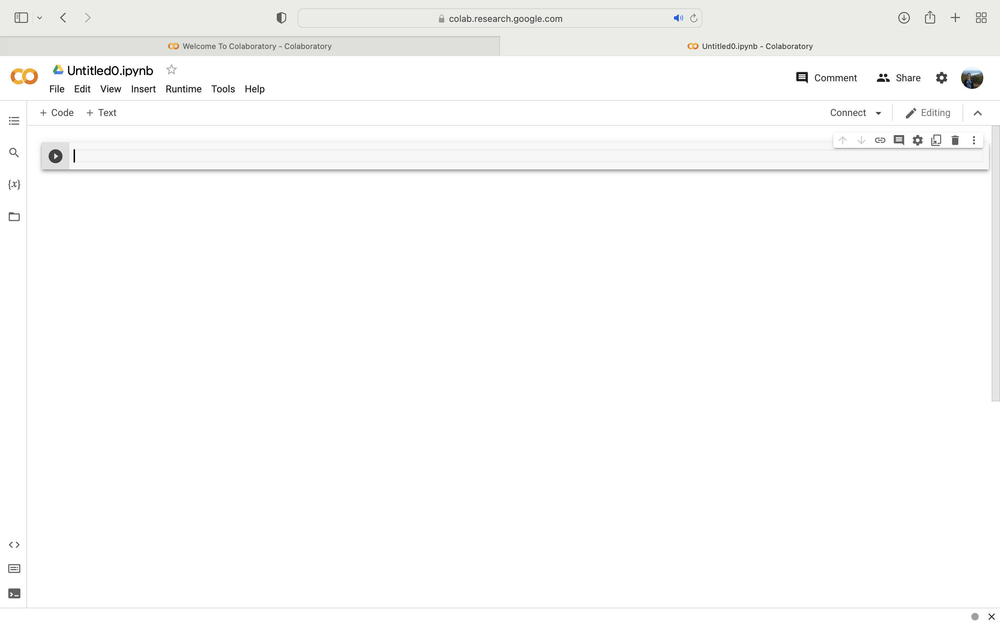 colab.research.google.com
Welcome To Colaboratory - Colaboratory
Untitled0.ipynb - Colaboratory
Untitled0.ipynb
Comment Share
File Edit View Insert Runtime Tools Help
+ Code + Text
Connect Editing
{x}